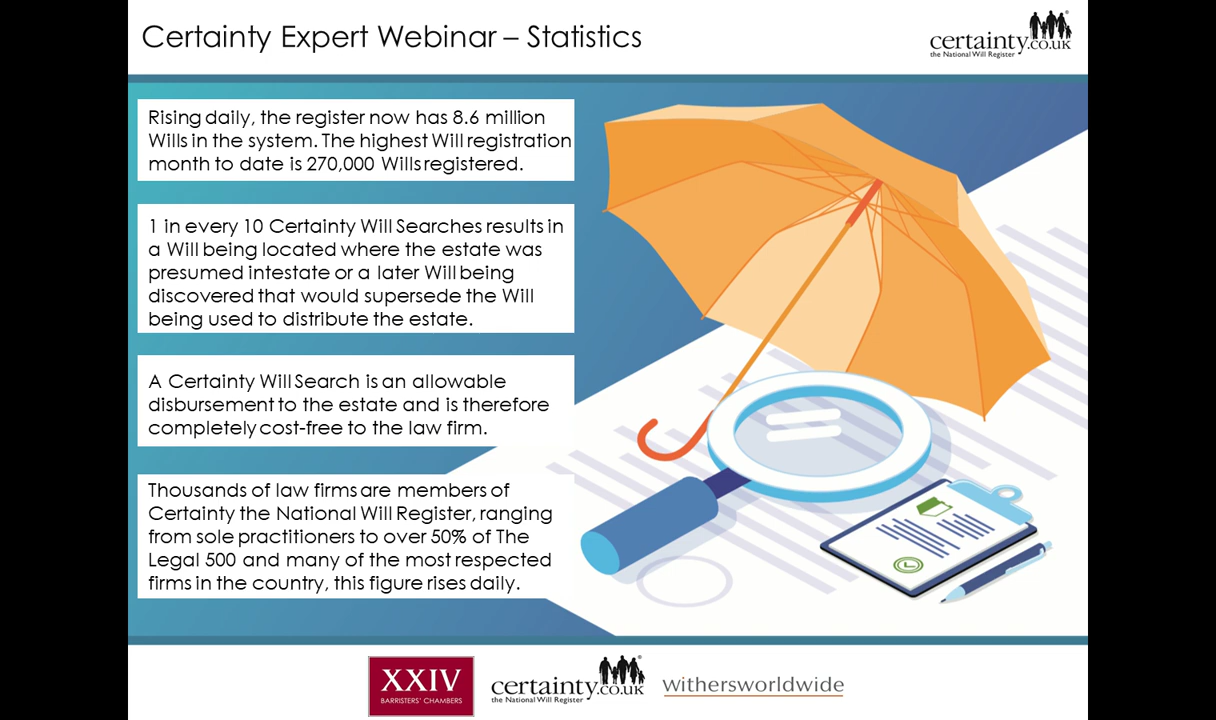 Certainty Expert Webinar – Statistics
certainty.co.uk
the National Will Register
Rising daily, the register now has 8.6 million
Wills in the system. The highest Will registration
month to date is 270,000 Wills registered.
1 in every 10 Certainty Will Searches results in
a Will being located where the estate was
presumed intestate or a later Will being
discovered that would supersede the Will
being used to distribute the estate.
A Certainty Will Search is an allowable
disbursement to the estate and is therefore
completely cost-free to the law firm.
Thousands of law firms are members of
Certainty the National Will Register, ranging
from sole practitioners to over 50% of The
Legal 500 and many of the most respected
firms in the country, this figure rises daily.
XXIV
BARRISTERS' CHAMBERS
certainty.co.uk
the National Will Register
withersworldwide